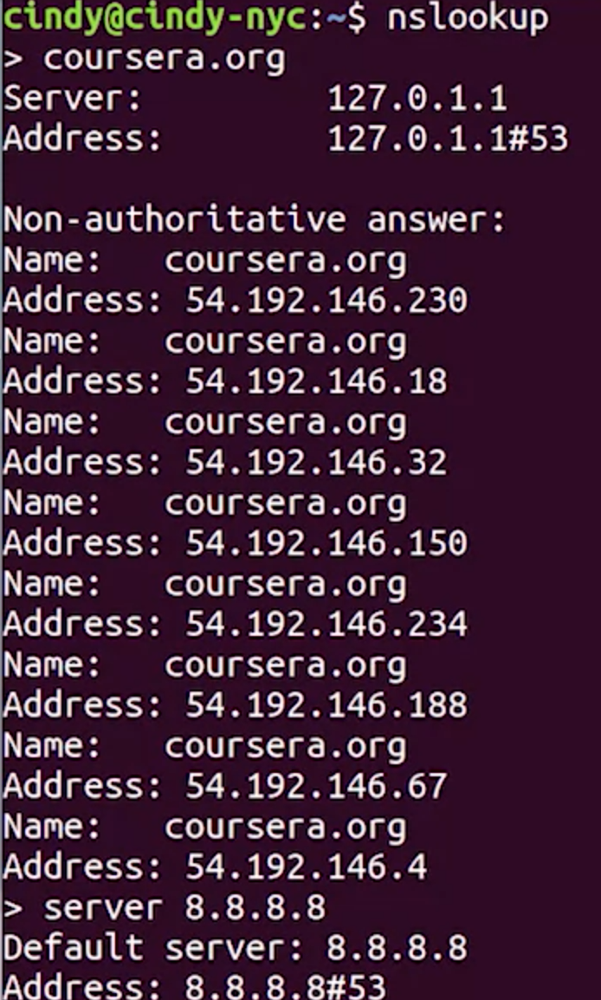 cindy@cindy-nyc:~$ nslookup
> coursera.org
Server: 127.0.1.1
Address: 127.0.1.1#53
Non-authoritative answer:
Name: coursera.org
Address: 54.192.146.230
Name: coursera.org
Address: 54.192.146.18
Name: coursera.org
Address: 54.192.146.32
Name: coursera.org
Address: 54.192.146.150
Name: coursera.org
Address: 54.192.146.234
Name: coursera.org
Address: 54.192.146.188
Name: coursera.org
Address: 54.192.146.67
Name: coursera.org
Address: 54.192.146.4
> server 8.8.8.8
Default server: 8.8.8.8
Address: 8.8.8.8#53